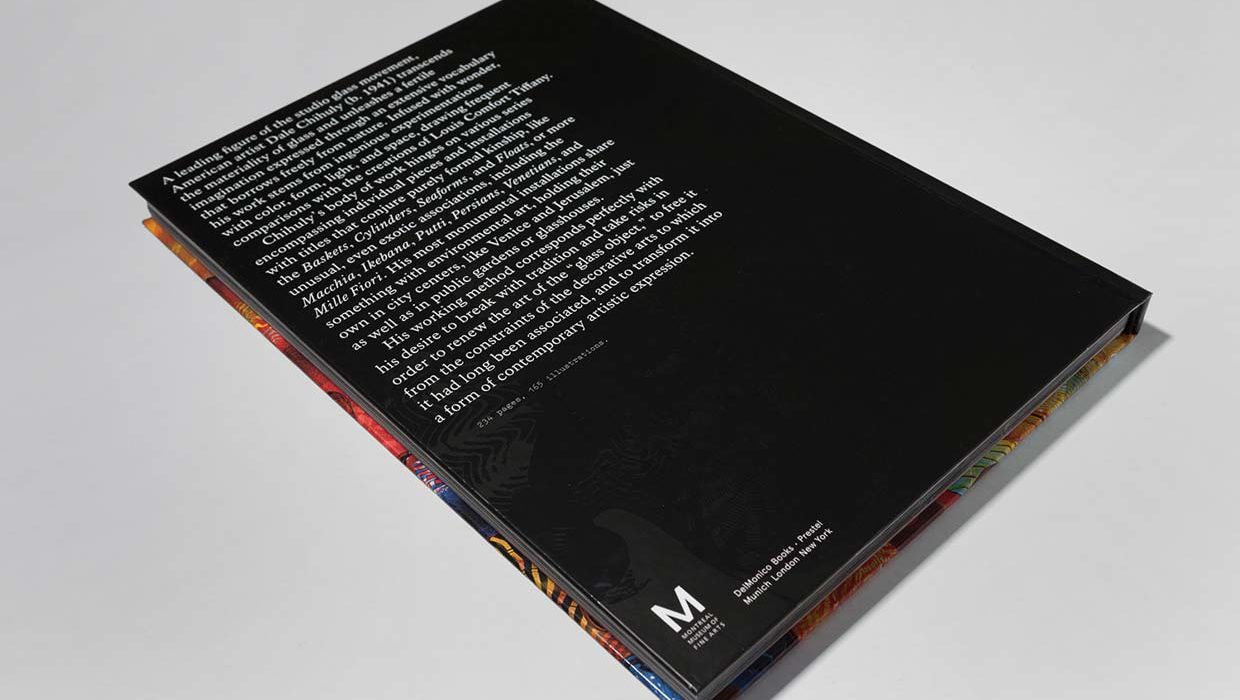 A leading figure of the studio glass movement,
American artist Dale Chihuly (b. 1941) transcends
the materiality of glass and unleashes a fertile
imagination expressed through an extensive vocabulary
that borrows freely from nature. Infused with wonder,
his work stems from ingenious experimentations
with color, form, light, and space, drawing frequent
comparisons with the creations of Louis Comfort Tiffany.
Chihuly's body of work hinges on various series
encompassing individual pieces and installations
with titles that conjure purely formal kinship, like
the Baskets, Cylinders, Seaforms, and Floats, or more
unusual, even exotic associations, including the
Macchia, Ikebana, Putti, Persians, Venetians, and
Mille Fiori. His most monumental installations share
something with environmental art, holding their
own in city centers, like Venice and Jerusalem, just
as well as in public gardens or glasshouses.
His working method corresponds perfectly with
his desire to break with traditions and take risks in
order to renew the art of the “glass object,” to free it
from the constraints of the decorative arts to which
it had long been associated, and to transform it into
a form of contemporary artistic expression.
234 pages, 165 illustrations.
M
MONTREAL
MUSEUM OF
FINE ARTS
DelMonico Books · Prestel
Munich London New York